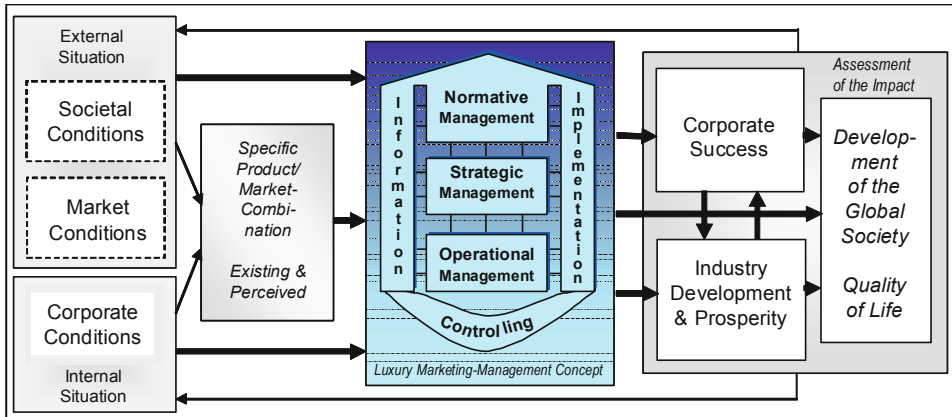 External
Situation
Societal
Conditions
Market
Conditions
Corporate
Conditions
Internal
Situation
Specific
Product/
Market-
Combi-
nation
Existing &
Perceived
Information
Normative
Management
Strategic
Management
Operational
Management
Implementation
Controlling
Luxury Marketing-Management Concept
Assessment
of the Impact
Corporate
Success
Industry
Development
& Prosperity
Develop-
ment
of the
Global
Society
Quality
of Life